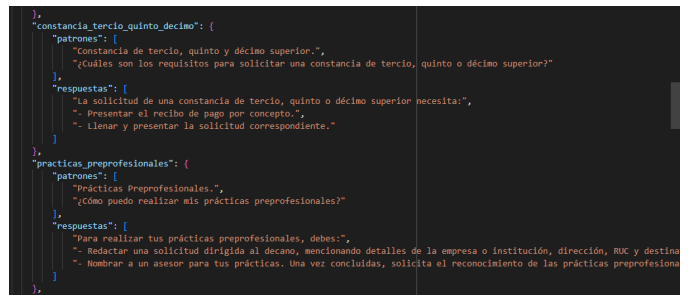 },
"constancia_tercio_quinto_decimo": {
"patrones": [
"Constancia de tercio, quinto y décimo superior.",
"¿Cuáles son los requisitos para solicitar una constancia de tercio, quinto o décimo superior?"
],
"respuestas": [
"La solicitud de una constancia de tercio, quinto o décimo superior necesita:",
"- Presentar el recibo de pago por concepto.",
"- Llenar y presentar la solicitud correspondiente."
]
},
"practicas_preprofesionales": {
"patrones": [
"Prácticas Preprofesionales.",
"¿Cómo puedo realizar mis prácticas preprofesionales?"
],
"respuestas": [
"Para realizar tus prácticas preprofesionales, debes:",
"- Redactar una solicitud dirigida al decano, mencionando detalles de la empresa o institución, dirección, RUC y destina
"- Nombrar a un asesor para tus prácticas. Una vez concluidas, solicita el reconocimiento de las prácticas preprofesiona
]
},